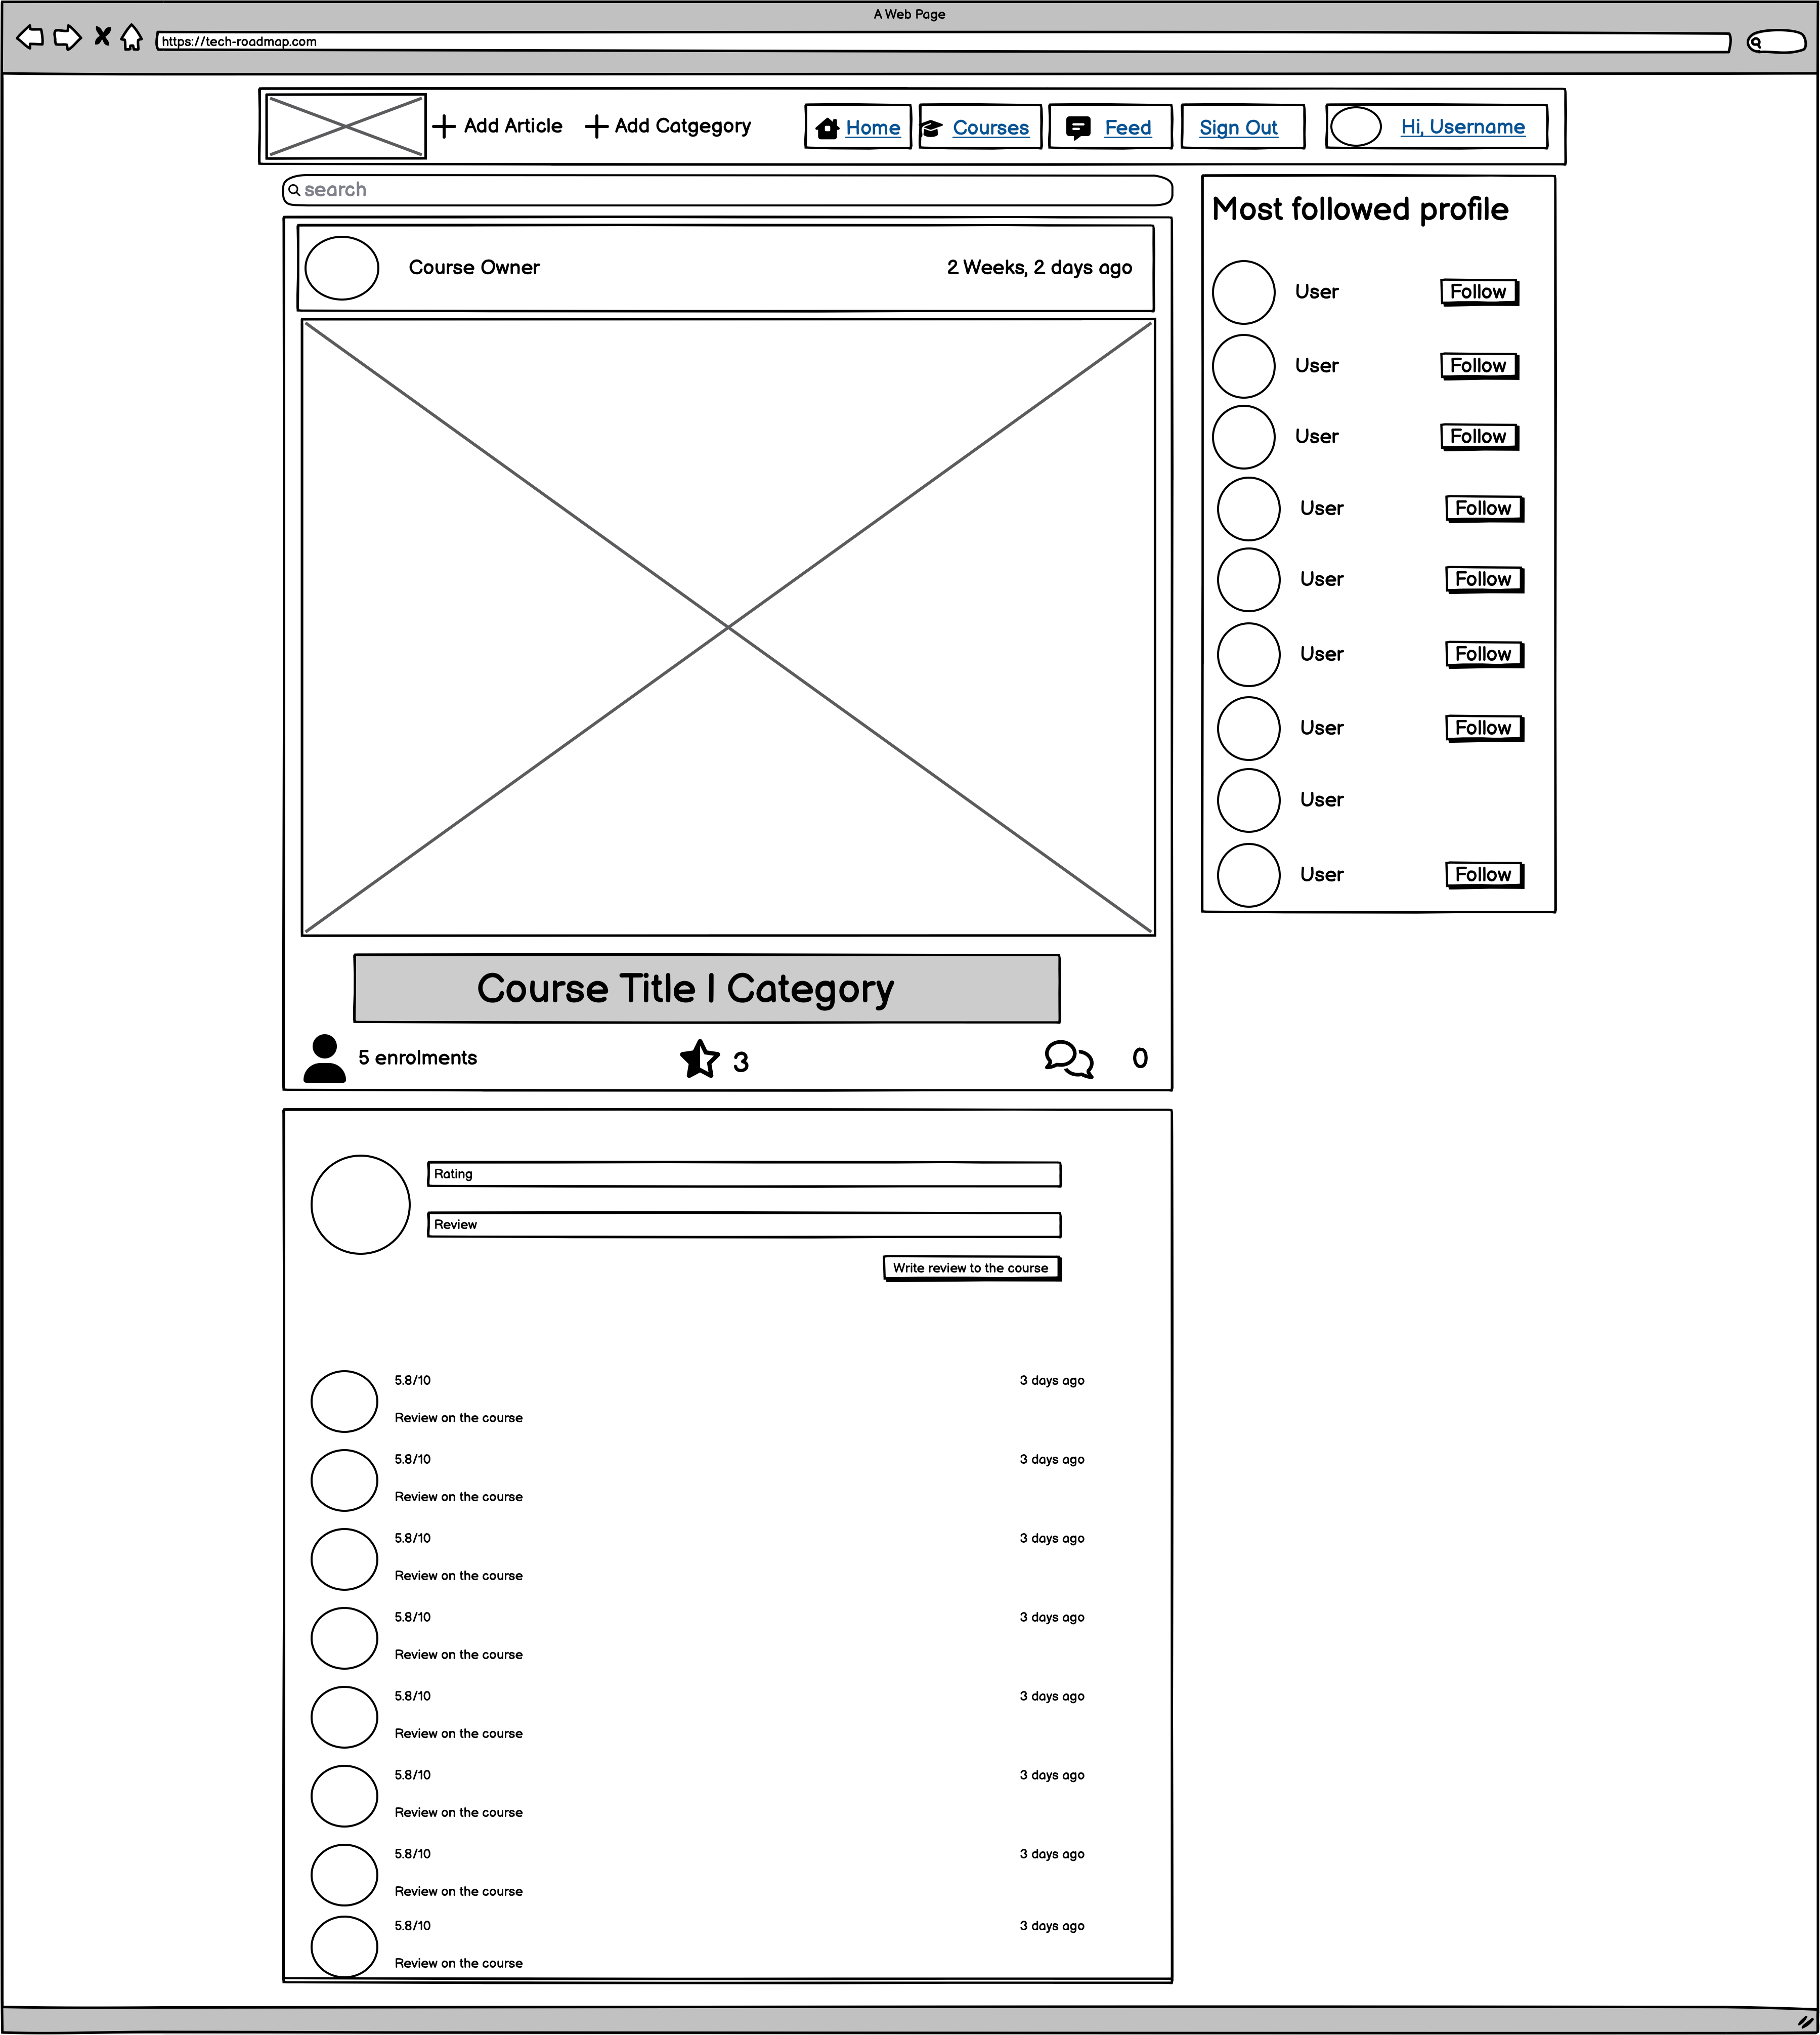 A Web Page
https://tech-roadmap.com
Add Article
Add Catgegory
Home
Courses
Feed
Sign Out
Hi, Username
search
Course Owner
2 Weeks, 2 days ago
Course Title | Category
5 enrolments
3
0
Most followed profile
User Follow
User Follow
User Follow
User Follow
User Follow
User Follow
User Follow
User
User Follow
Rating
Review
Write review to the course
5.8/10 3 days ago
Review on the course
5.8/10 3 days ago
Review on the course
5.8/10 3 days ago
Review on the course
5.8/10 3 days ago
Review on the course
5.8/10 3 days ago
Review on the course
5.8/10 3 days ago
Review on the course
5.8/10 3 days ago
Review on the course
5.8/10 3 days ago
Review on the course